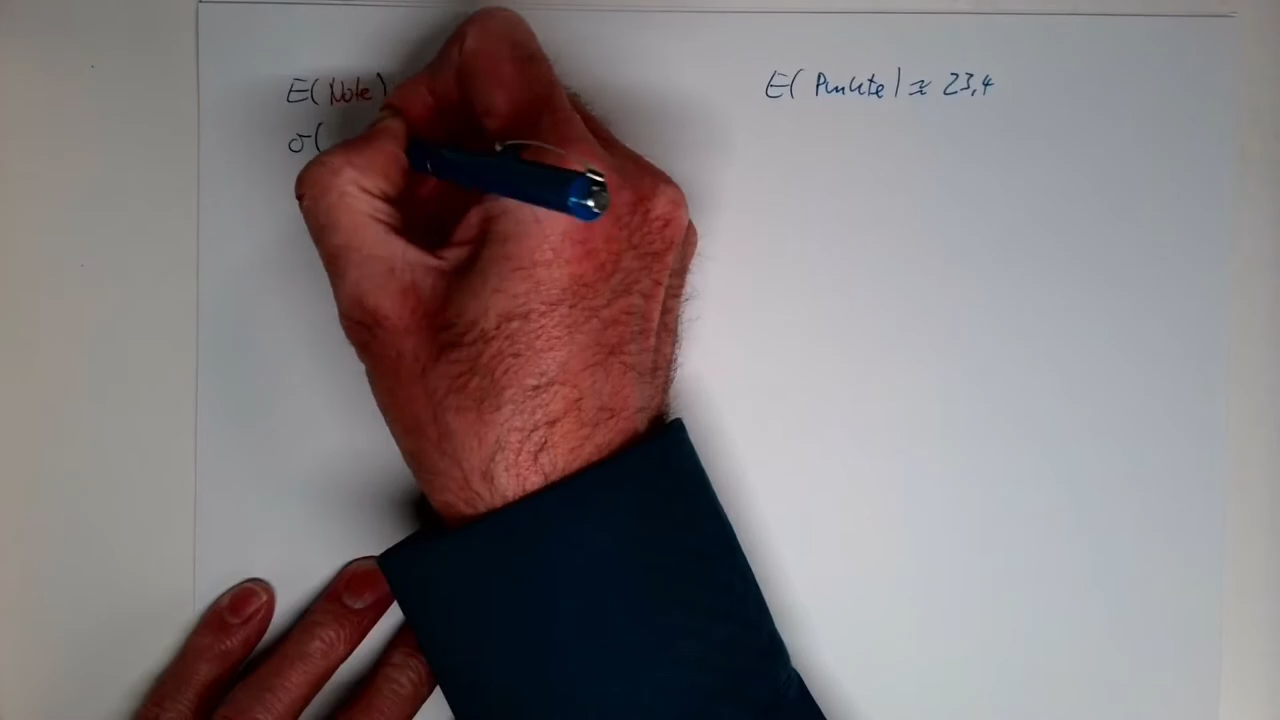 E(Note)
σ(
E(Punkte) ≈ 23,4